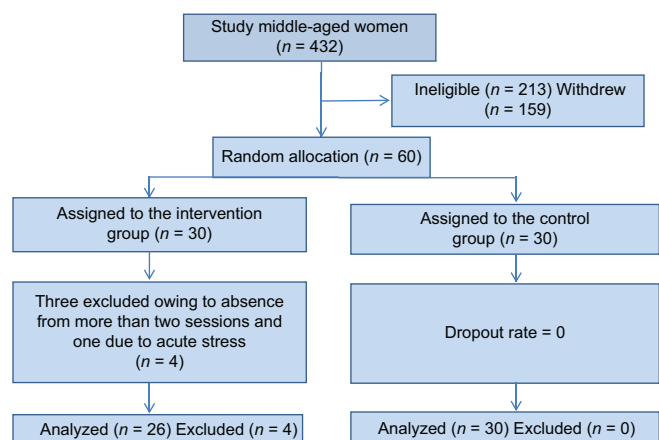 Study middle-aged women
(n = 432)
Ineligible (n = 213) Withdrew
(n = 159)
Random allocation (n = 60)
Assigned to the intervention
group (n = 30)
Assigned to the control
group (n = 30)
Three excluded owing to absence
from more than two sessions and
one due to acute stress
(n = 4)
Dropout rate = 0
Analyzed (n = 26) Excluded (n = 4)
Analyzed (n = 30) Excluded (n = 0)